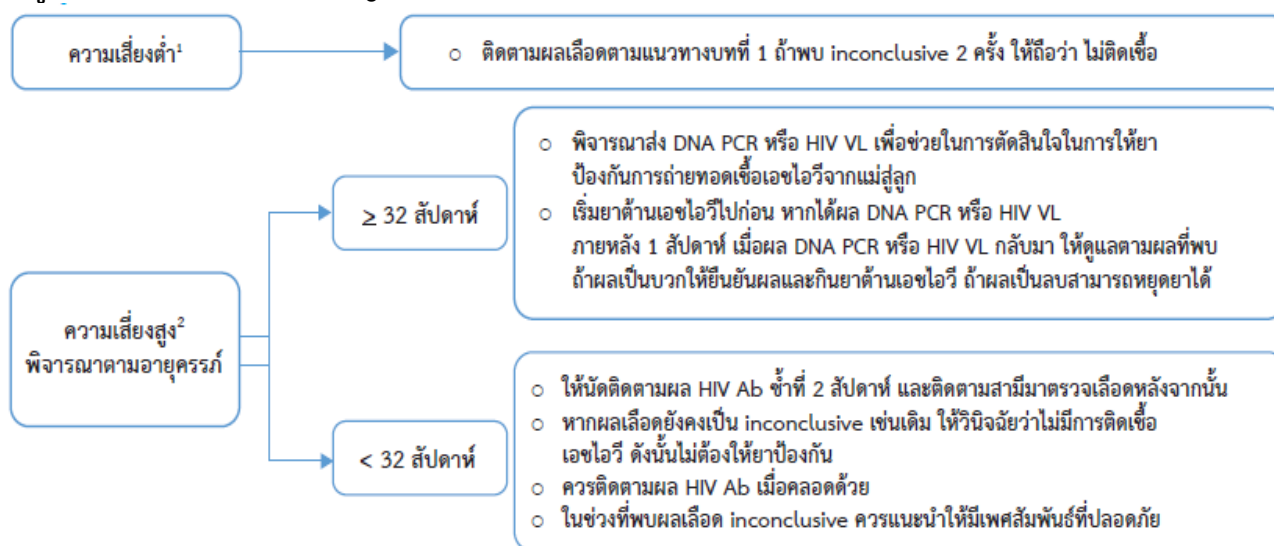 ความเสี่ยงต่ำ¹
○ ติดตามผลเลือดตามแนวทางบทที่ 1 ถ้าพบ inconclusive 2 ครั้ง ให้ถือว่า ไม่ติดเชื้อ
ความเสี่ยงสูง²
พิจารณาตามอายุครรภ์
≥ 32 สัปดาห์
○ พิจารณาส่ง DNA PCR หรือ HIV VL เพื่อช่วยในการตัดสินใจในการให้ยา
ป้องกันการถ่ายทอดเชื้อเอชไอวีจากแม่สู่ลูก
○ เริ่มยาต้านเอชไอวีไปก่อน หากได้ผล DNA PCR หรือ HIV VL
ภายหลัง 1 สัปดาห์ เมื่อผล DNA PCR หรือ HIV VL กลับมา ให้ดูแลตามผลที่พบ
ถ้าผลเป็นบวกให้ยืนยันผลและกินยาต้านเอชไอวี ถ้าผลเป็นลบสามารถหยุดยาได้
< 32 สัปดาห์
○ ให้นัดติดตามผล HIV Ab ซ้ำที่ 2 สัปดาห์ และติดตามสามีมาตรวจเลือดหลังจากนั้น
○ หากผลเลือดยังคงเป็น inconclusive เช่นเดิม ให้วินิจฉัยว่าไม่มีการติดเชื้อ
เอชไอวี ดังนั้นไม่ต้องให้ยาป้องกัน
○ ควรติดตามผล HIV Ab เมื่อคลอดด้วย
○ ในช่วงที่พบผลเลือด inconclusive ควรแนะนำให้มีเพศสัมพันธ์ที่ปลอดภัย